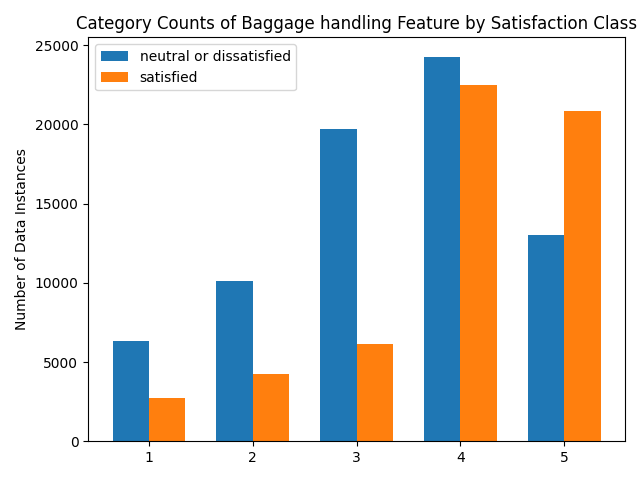 Category Counts of Baggage handling Feature by Satisfaction Class
neutral or dissatisfied
satisfied
Number of Data Instances
25000
20000
15000
10000
5000
0
1 2 3 4 5